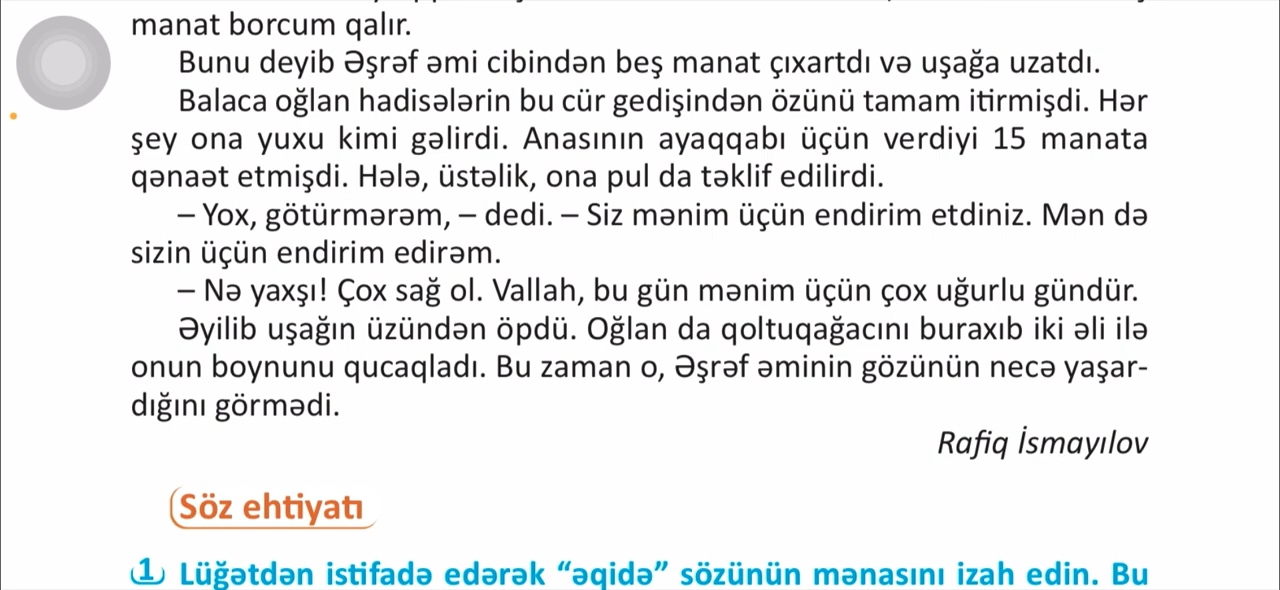 manat borcum qalır.
Bunu deyib Əşrəf əmi cibindən beş manat çıxartdı və uşağa uzatdı.
Balaca oğlan hadisələrin bu cür gedişindən özünü tamam itirmişdi. Hər
şey ona yuxu kimi gəlirdi. Anasının ayaqqabı üçün verdiyi 15 manata
qənaət etmişdi. Hələ, üstəlik, ona pul da təklif edilirdi.
– Yox, götürmərəm, – dedi. – Siz mənim üçün endirim etdiniz. Mən də
sizin üçün endirim edirəm.
– Nə yaxşı! Çox sağ ol. Vallah, bu gün mənim üçün çox uğurlu gündür.
Əyilib uşağın üzündən öpdü. Oğlan da qoltuqağacını buraxıb iki əli ilə
onun boynunu qucaqladı. Bu zaman o, Əşrəf əminin gözünün necə yaşar-
dığını görmədi.
Rafiq İsmayılov
Söz ehtiyatı
1 Lüğətdən istifadə edərək “əqidə” sözünün mənasını izah edin. Bu